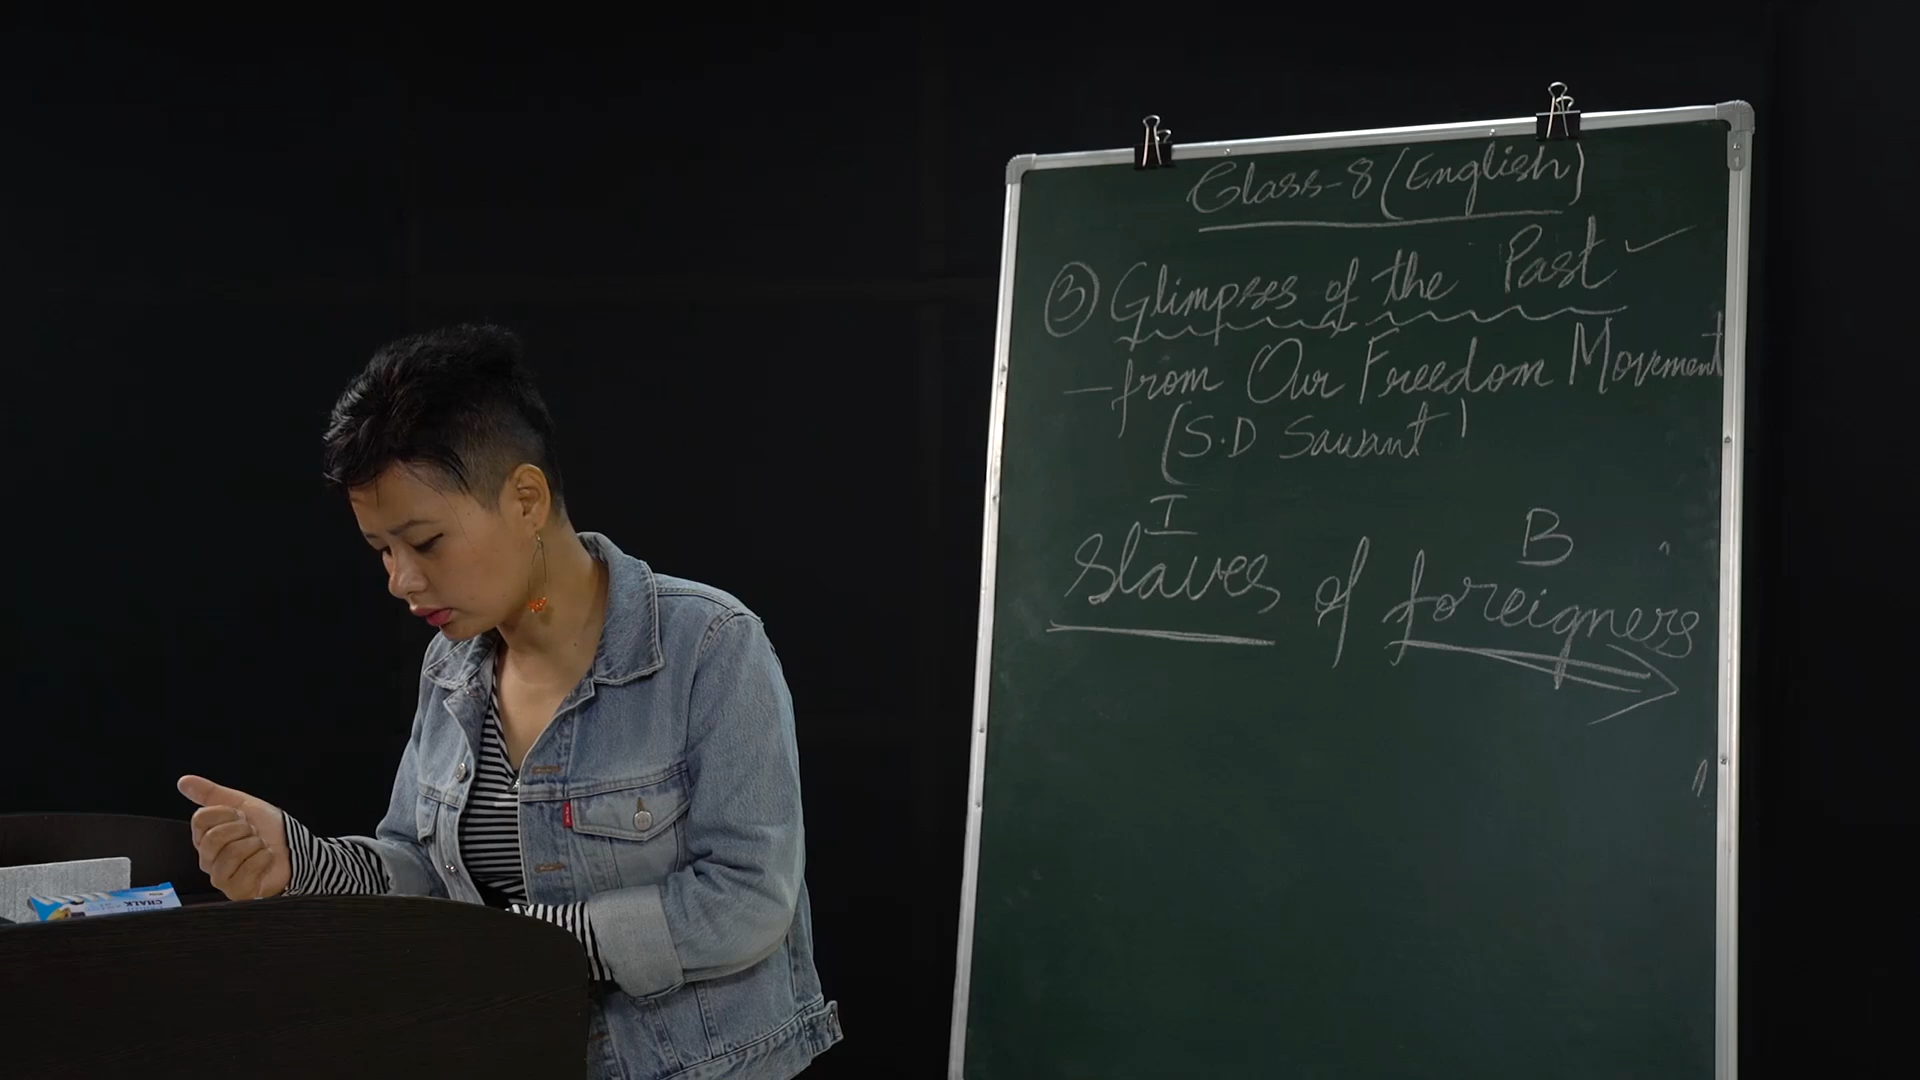 Class-8 (English)
③ Glimpses of the Past
- from Our Freedom Movement
(S.D Sawant)
I
B
Slaves of foreigners
CHALK